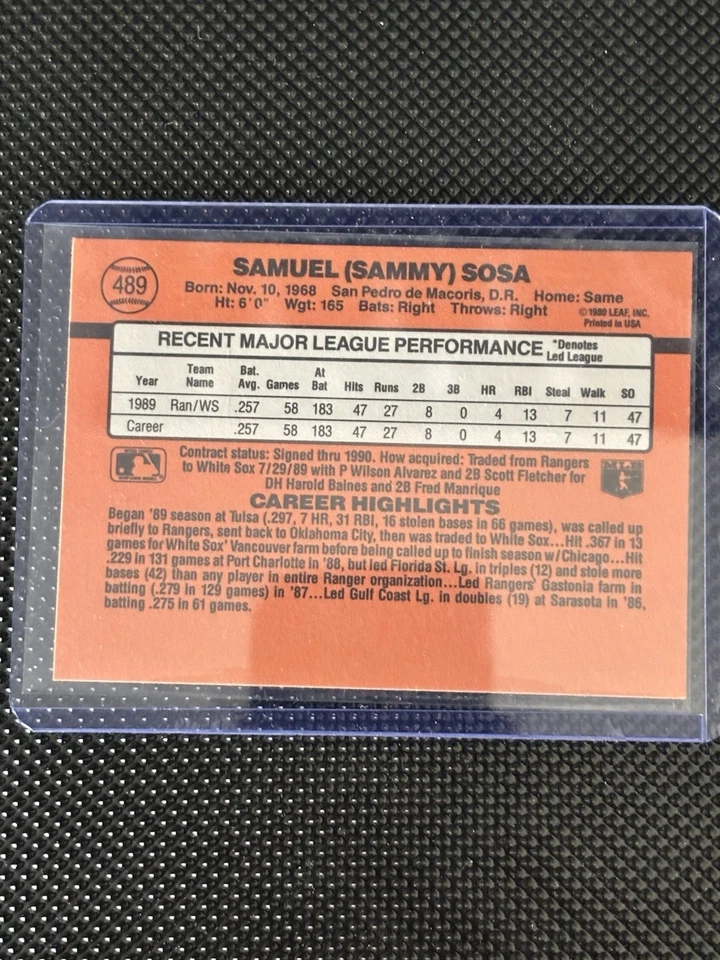 489
SAMUEL (SAMMY) SOSA
Born: Nov. 10, 1968 San Pedro de Macoris, D.R. Home: Same
Ht: 6'0" Wgt: 165 Bats: Right Throws: Right
©1989 LEAF, INC.
Printed in USA
RECENT MAJOR LEAGUE PERFORMANCE *Denotes
Led League
Year Team Name Bat. Avg. Games At Bat Hits Runs 2B 3B HR RBI Steal Walk SO
1989 Ran/WS .257 58 183 47 27 8 0 4 13 7 11 47
Career .257 58 183 47 27 8 0 4 13 7 11 47
Contract status: Signed thru 1990. How acquired: Traded from Rangers
to White Sox 7/29/89 with P Wilson Alvarez and 2B Scott Fletcher for
DH Harold Baines and 2B Fred Manrique
CAREER HIGHLIGHTS
Began '89 season at Tulsa (.297, 7 HR, 31 RBI, 16 stolen bases in 66 games), was called up
briefly to Rangers, sent back to Oklahoma City, then was traded to White Sox...Hit .367 in 13
games for White Sox' Vancouver farm before being called up to finish season w/Chicago...Hit
.229 in 131 games at Port Charlotte in '88, but led Florida St. Lg. in triples (12) and stole more
bases (42) than any player in entire Ranger organization...Led Rangers' Gastonia farm in
batting (.279 in 129 games) in '87...Led Gulf Coast Lg. in doubles (19) at Sarasota in '86,
batting .275 in 61 games.